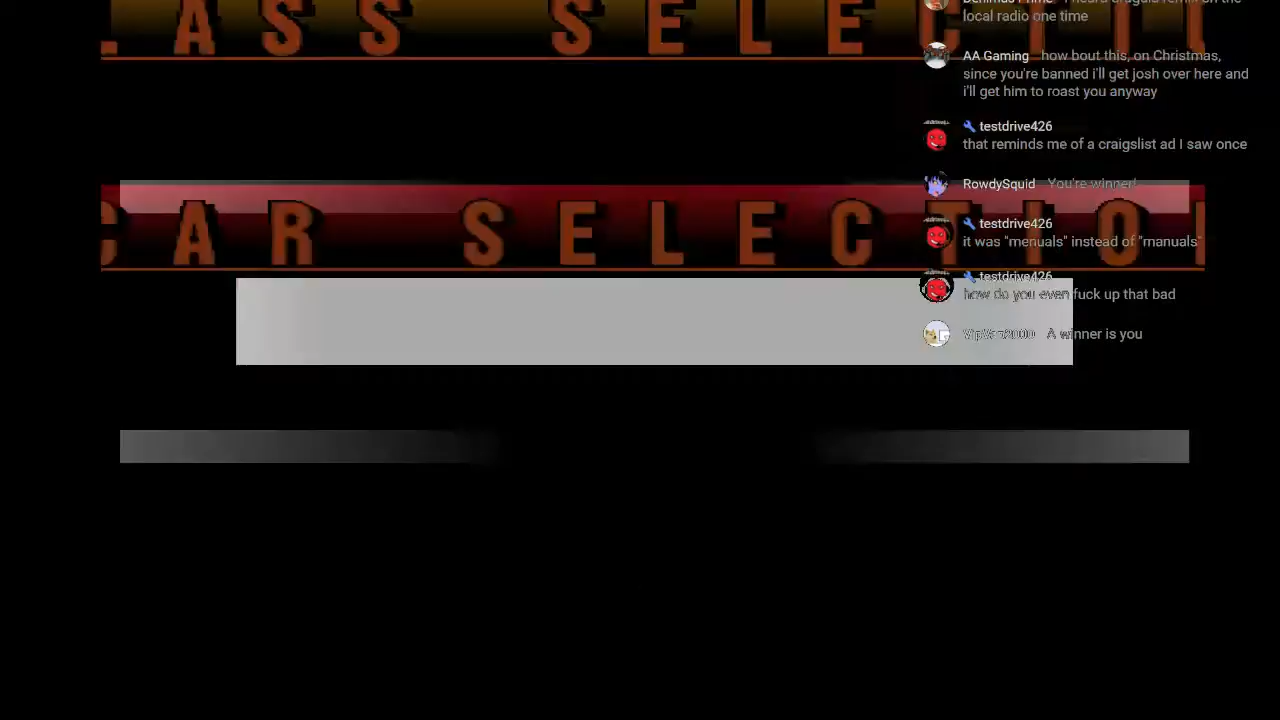 .ASS SELECTI
local radio one time
AA Gaming how bout this, on Christmas,
since you're banned i'll get josh over here and
i'll get him to roast you anyway
testdrive426
that reminds me of a craigslist ad I saw once
RowdySquid You're winner!
CAR SELECTION
testdrive426
it was "menuals" instead of "manuals"
testdrive426
how do you even fuck up that bad
A winner is you